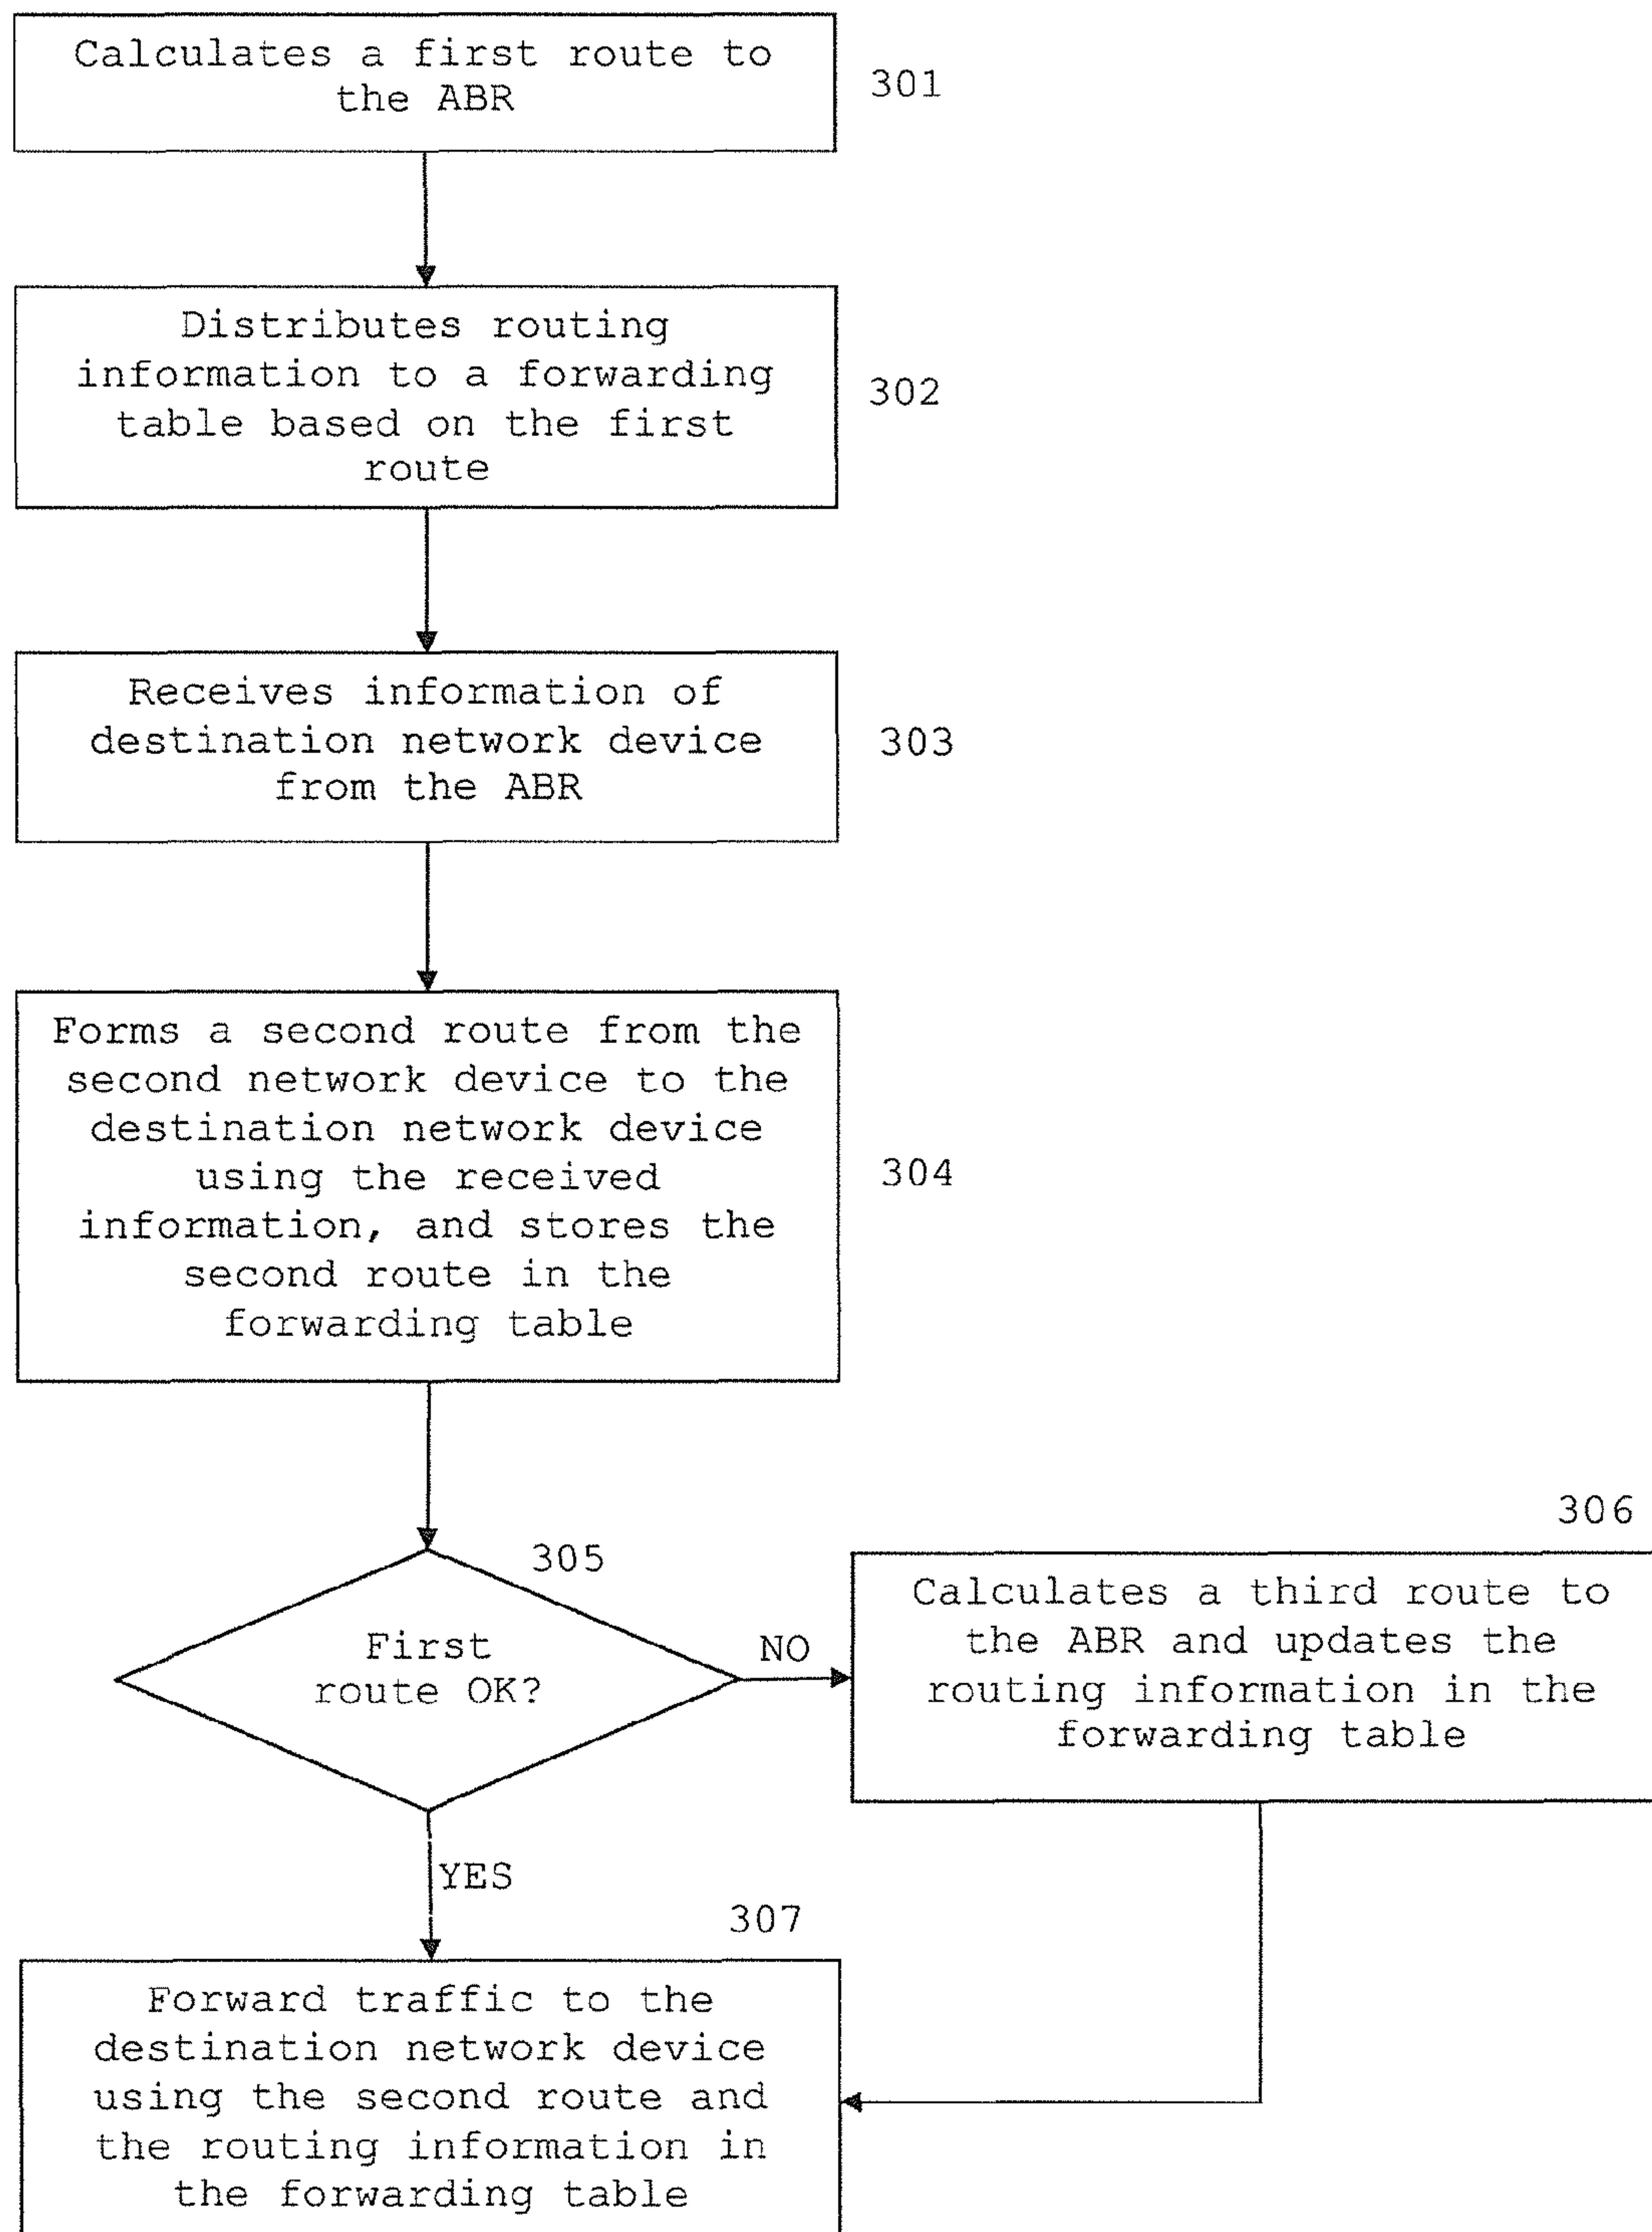 Calculates a first route to
the ABR
301
Distributes routing
information to a forwarding
table based on the first
route
302
Receives information of
destination network device
from the ABR
303
Forms a second route from the
second network device to the
destination network device
using the received
information, and stores the
second route in the
forwarding table
304
305
First
route OK?
NO
306
Calculates a third route to
the ABR and updates the
routing information in the
forwarding table
YES
307
Forward traffic to the
destination network device
using the second route and
the routing information in
the forwarding table